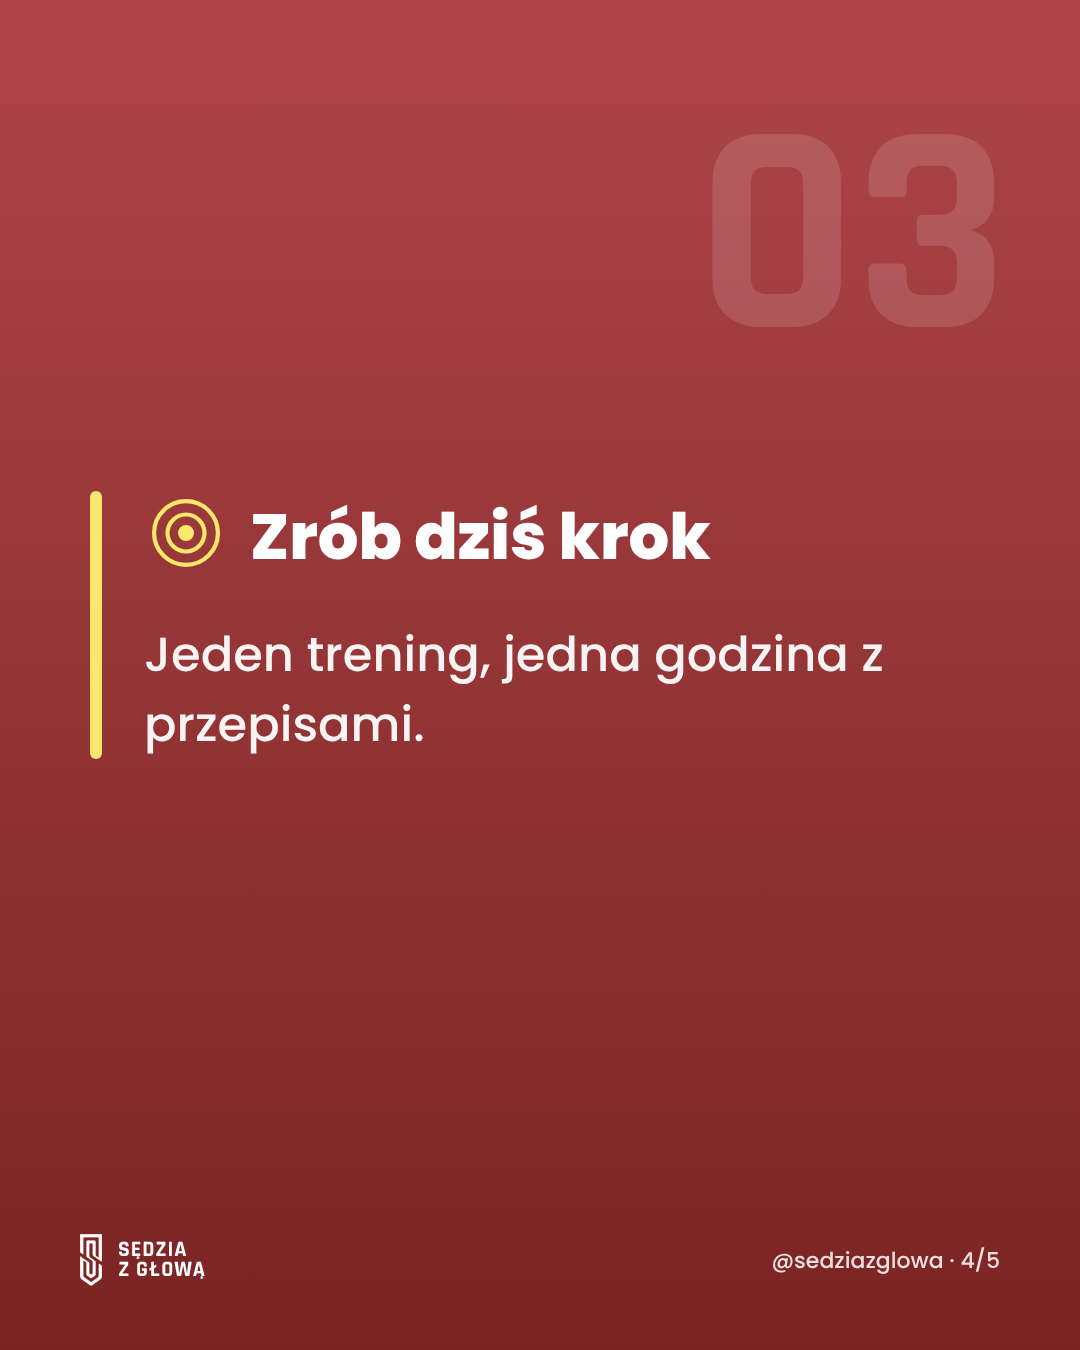 03
Zrób dziś krok
Jeden trening, jedna godzina z
przepisami.
SĘDZIA
Z GŁOWĄ
@sedziazglowa · 4/5